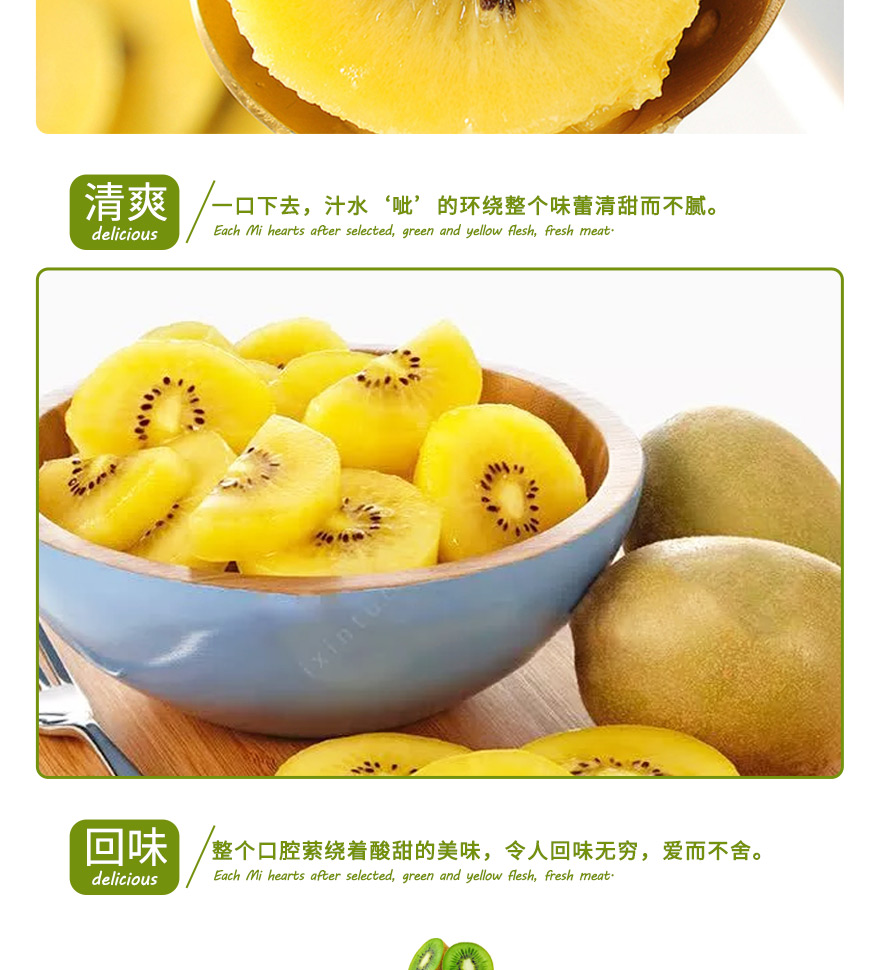 清爽
delicious
一口下去，汁水‘呲’的环绕整个味蕾清甜而不腻。
Each Mi hearts after selected, green and yellow flesh, fresh meat·
回味
delicious
整个口腔萦绕着酸甜的美味，令人回味无穷，爱而不舍。
Each Mi hearts after selected, green and yellow flesh, fresh meat·